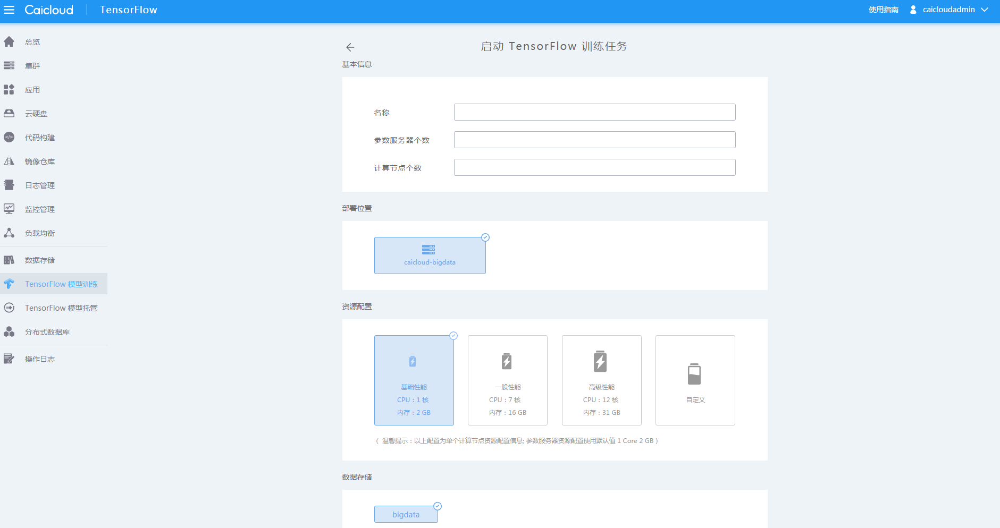 Caicloud
TensorFlow
使用指南
caicloudadmin
总览
集群
应用
云硬盘
代码构建
镜像仓库
日志管理
监控管理
负载均衡
数据存储
TensorFlow 模型训练
TensorFlow 模型托管
分布式数据库
操作日志
启动 TensorFlow 训练任务
基本信息
名称
参数服务器个数
计算节点个数
部署位置
caicloud-bigdata
资源配置
基础性能
CPU：1 核
内存：2 GB
一般性能
CPU：7 核
内存：16 GB
高级性能
CPU：12 核
内存：31 GB
自定义
（ 温馨提示：以上配置为单个计算节点资源配置信息; 参数服务器资源配置使用默认值 1 Core 2 GB ）
数据存储
bigdata